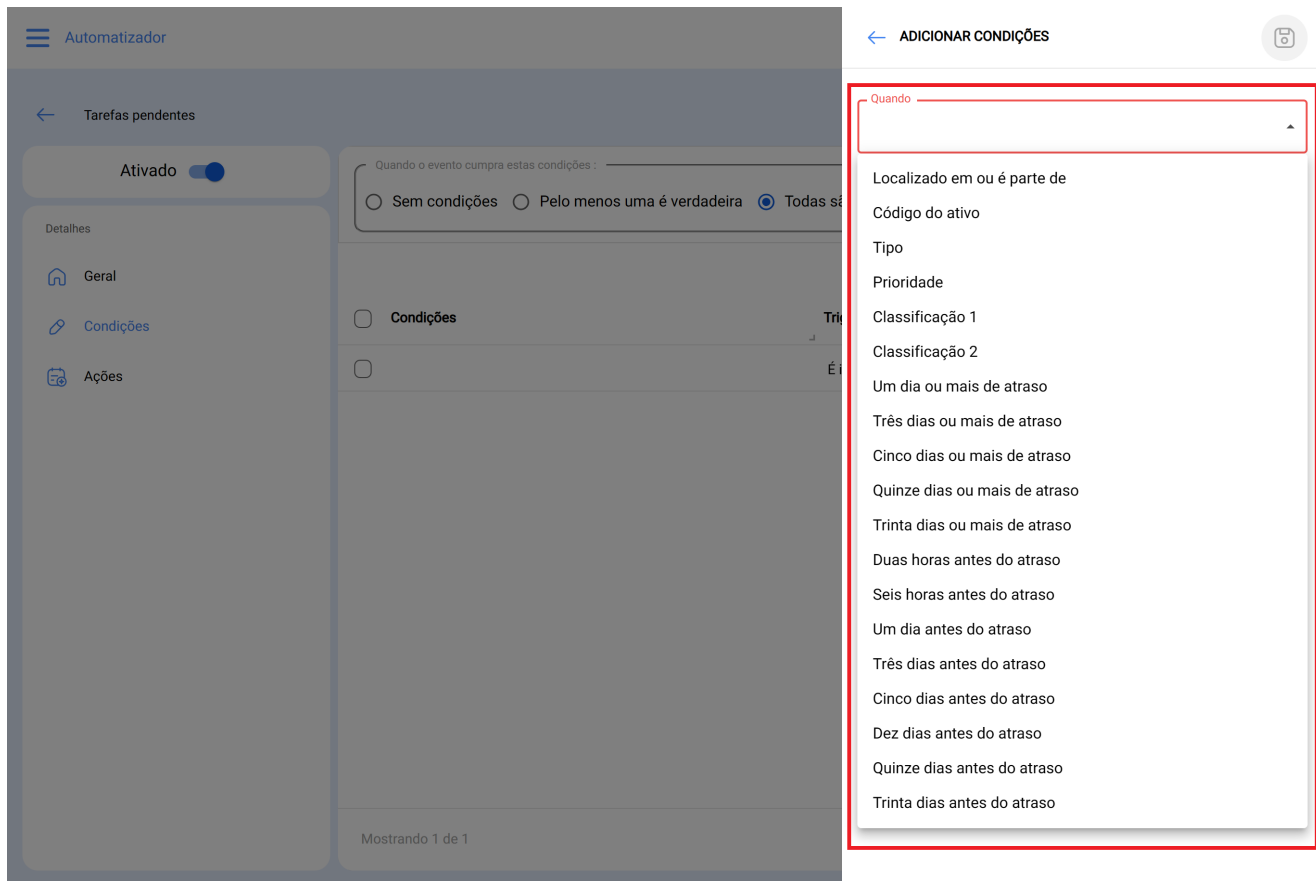 Automatizador
Tarefas pendentes
Ativado
Detalhes
Geral
Condições
Ações
Quando o evento cumpra estas condições :
Sem condições Pelo menos uma é verdadeira Todas
Condições
É
Mostrando 1 de 1
ADICIONAR CONDIÇÕES
Quando
Localizado em ou é parte de
Código do ativo
Tipo
Prioridade
Classificação 1
Classificação 2
Um dia ou mais de atraso
Três dias ou mais de atraso
Cinco dias ou mais de atraso
Quinze dias ou mais de atraso
Trinta dias ou mais de atraso
Duas horas antes do atraso
Seis horas antes do atraso
Um dia antes do atraso
Três dias antes do atraso
Cinco dias antes do atraso
Dez dias antes do atraso
Quinze dias antes do atraso
Trinta dias antes do atraso